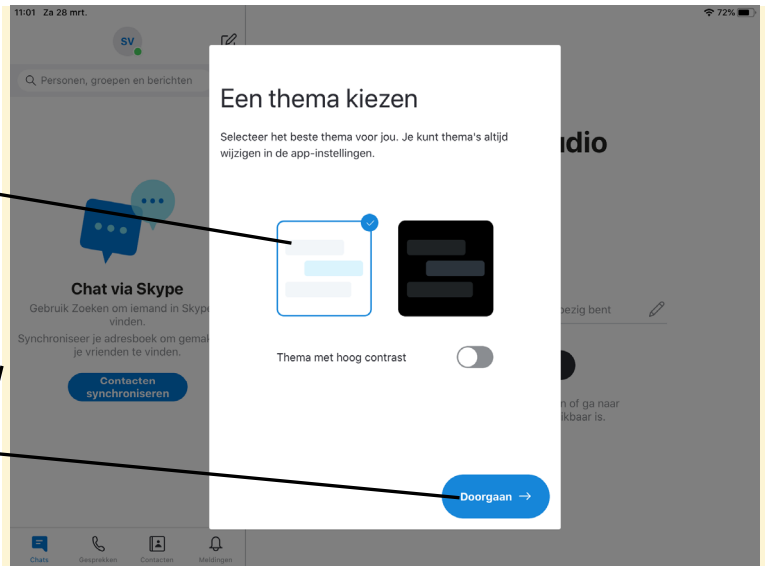 11:01 Za 28 mrt.
72%
SV
Personen, groepen en berichten
Een thema kiezen
Selecteer het beste thema voor jou. Je kunt thema's altijd
wijzigen in de app-instellingen.
Chat via Skype
Gebruik Zoeken om iemand in Skype
vinden.
Synchroniseer je adresboek om gemak
je vrienden te vinden.
Contacten
synchroniseren
Thema met hoog contrast
Doorgaan →
dio
bezig bent
n of ga naar
ikbaar is.
Chats
Gesprekken
Contacten
Meldingen